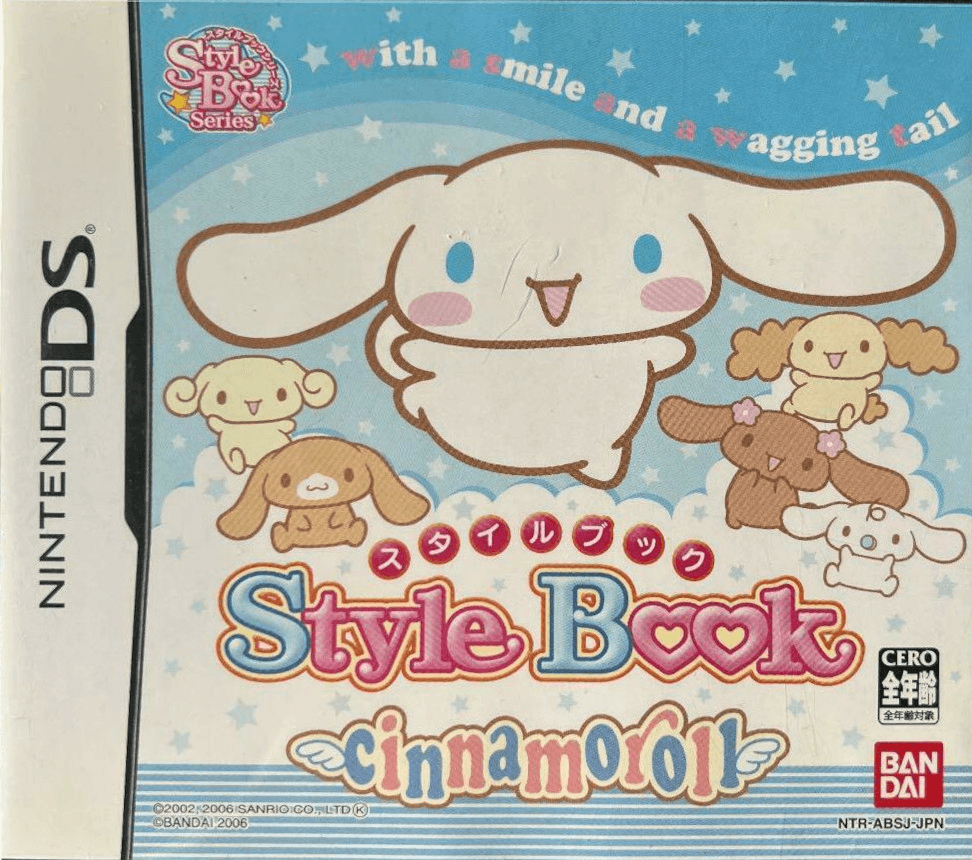 NINTENDO DS®
スタイルブックシリーズ
Style
Book
Series
with a smile and a wagging tail
スタイルブック
Style Book
cinnamoroll
CERO
全年齢
全年齢対象
BAN
DAI
©2002, 2006 SANRIO CO., LTD Ⓚ
©BANDAI 2006
NTR-ABSJ-JPN